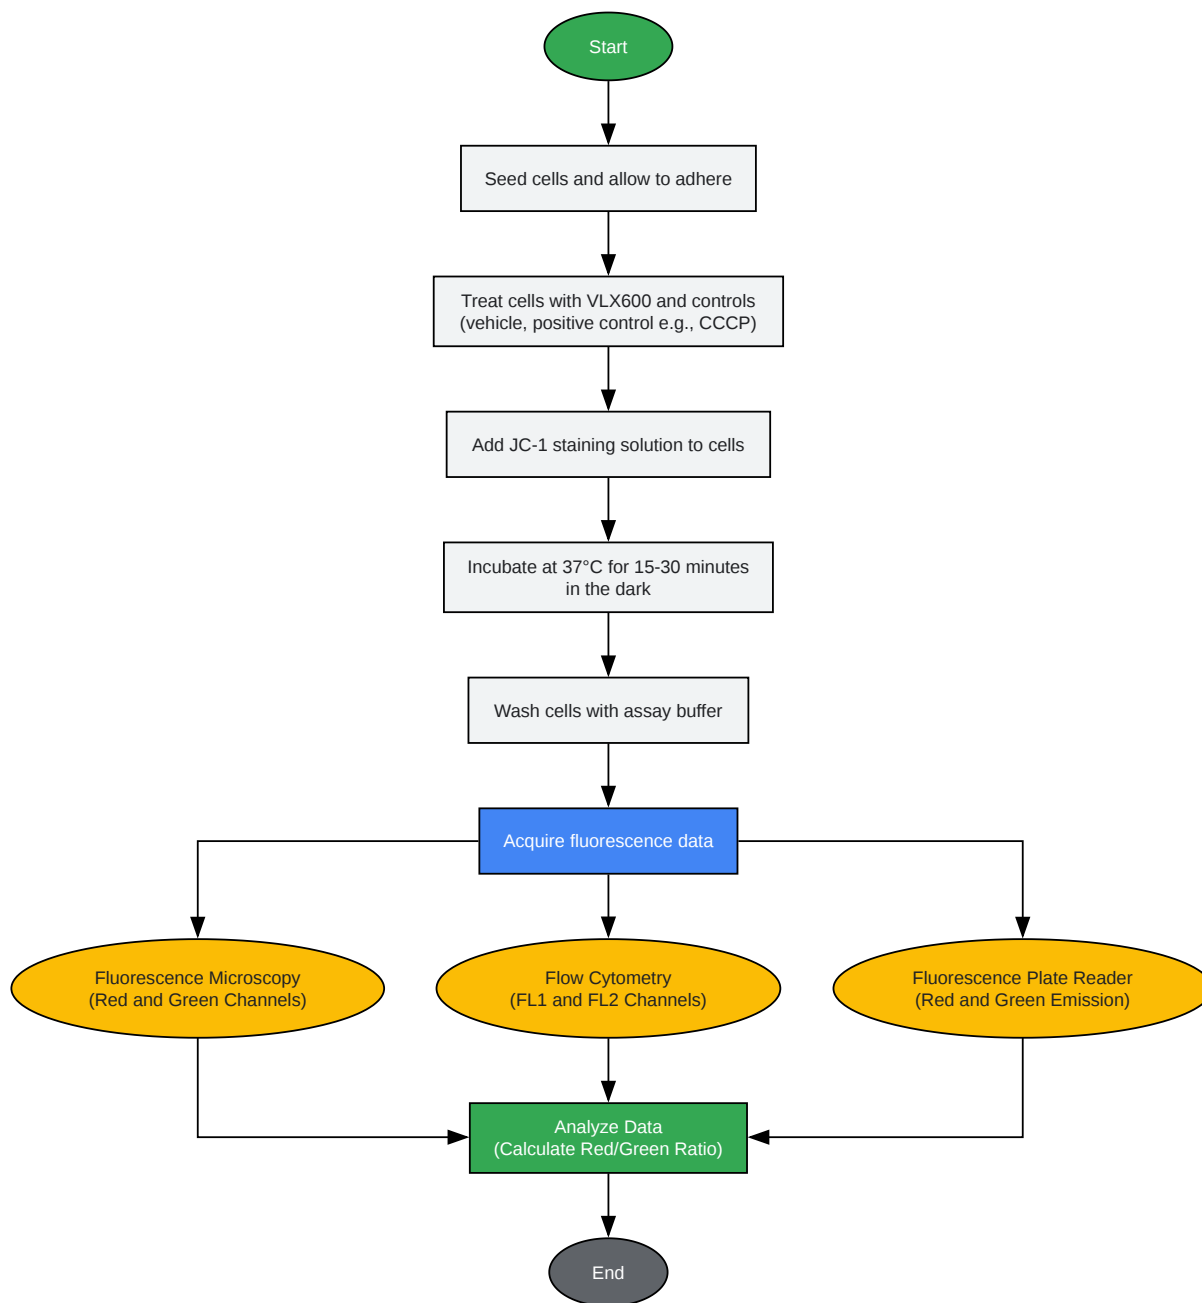 Start
Seed cells and allow to adhere
Treat cells with VLX600 and controls
(vehicle, positive control e.g., CCCP)
Add JC-1 staining solution to cells
Incubate at 37°C for 15-30 minutes
in the dark
Wash cells with assay buffer
Acquire fluorescence data
Fluorescence Microscopy
(Red and Green Channels)
Flow Cytometry
(FL1 and FL2 Channels)
Fluorescence Plate Reader
(Red and Green Emission)
Analyze Data
(Calculate Red/Green Ratio)
End